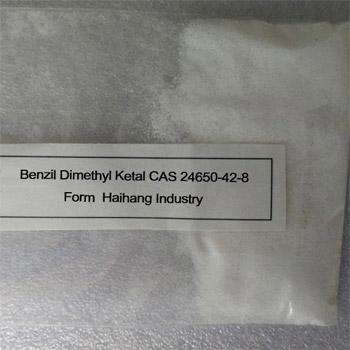 Benzil Dimethyl Ketal CAS 24650-42-8
Form Haihang Industry